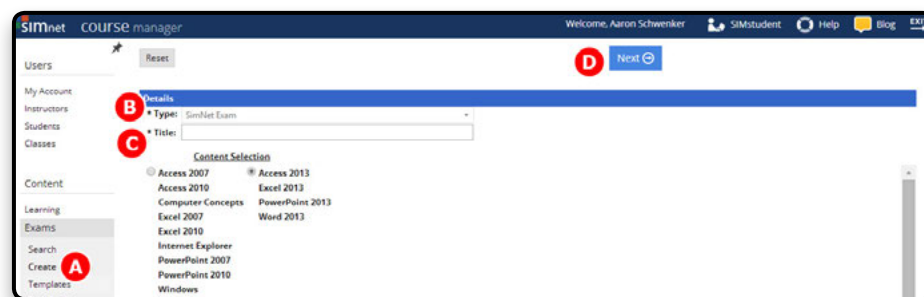 SIMnet course manager
Welcome, Aaron Schwenker SIMstudent Help Blog EXIT
Users
Reset
D Next
My Account
Instructors
Students
Classes
Details
B * Type: SimNet Exam
C * Title:
Content Selection
Access 2007 Access 2013
Access 2010 Excel 2013
Computer Concepts PowerPoint 2013
Excel 2007 Word 2013
Excel 2010
Internet Explorer
PowerPoint 2007
PowerPoint 2010
Windows
Content
Learning
Exams
Search
Create A
Templates